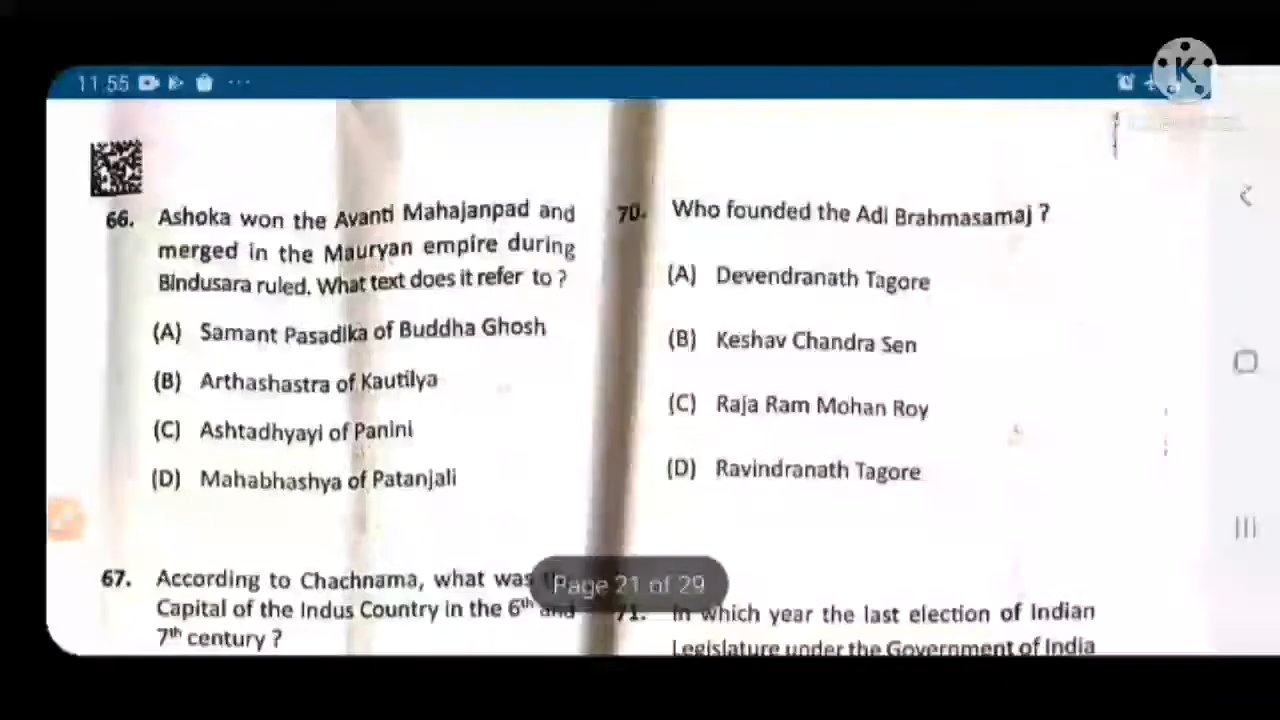 11.55
66. Ashoka won the Avanti Mahajanpad and
merged in the Mauryan empire during
Bindusara ruled. What text does it refer to ?
(A) Samant Pasadika of Buddha Ghosh
(B) Arthashastra of Kautilya
(C) Ashtadhyayi of Panini
(D) Mahabhashya of Patanjali
67. According to Chachnama, what was
Capital of the Indus Country in the 6th and
7th century ?
70. Who founded the Adi Brahmasamaj ?
(A) Devendranath Tagore
(B) Keshav Chandra Sen
(C) Raja Ram Mohan Roy
(D) Ravindranath Tagore
71. In which year the last election of Indian
Legislature under the Government of India
Page 21 of 29
K